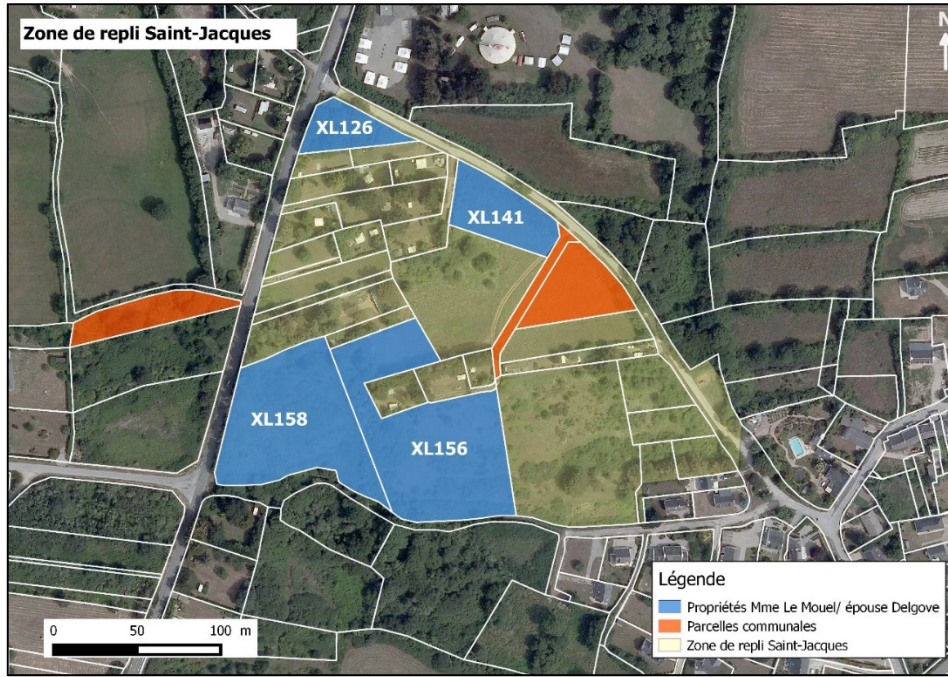 Zone de repli Saint-Jacques
N
XL126
XL141
XL158
XL156
Légende
Propriétés Mme Le Mouel/ épouse Delgove
Parcelles communales
Zone de repli Saint-Jacques
0 50 100 m